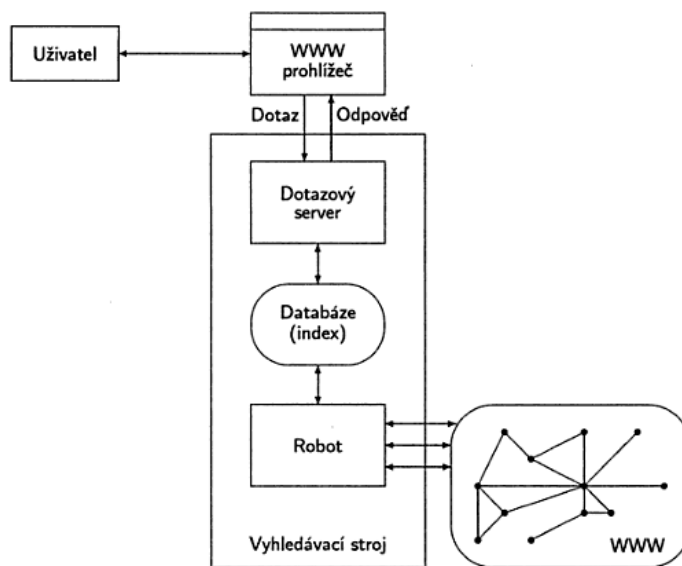 Uživatel
WWW
prohlížeč
Dotaz
Odpověď
Dotazový
server
Databáze
(index)
Robot
Vyhledávací stroj
WWW